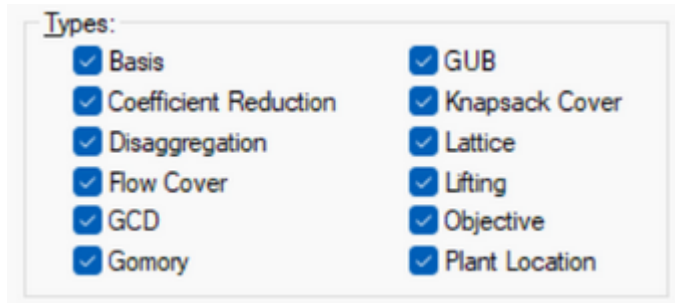 Types:
Basis
Coefficient Reduction
Disaggregation
Flow Cover
GCD
Gomory
GUB
Knapsack Cover
Lattice
Lifting
Objective
Plant Location